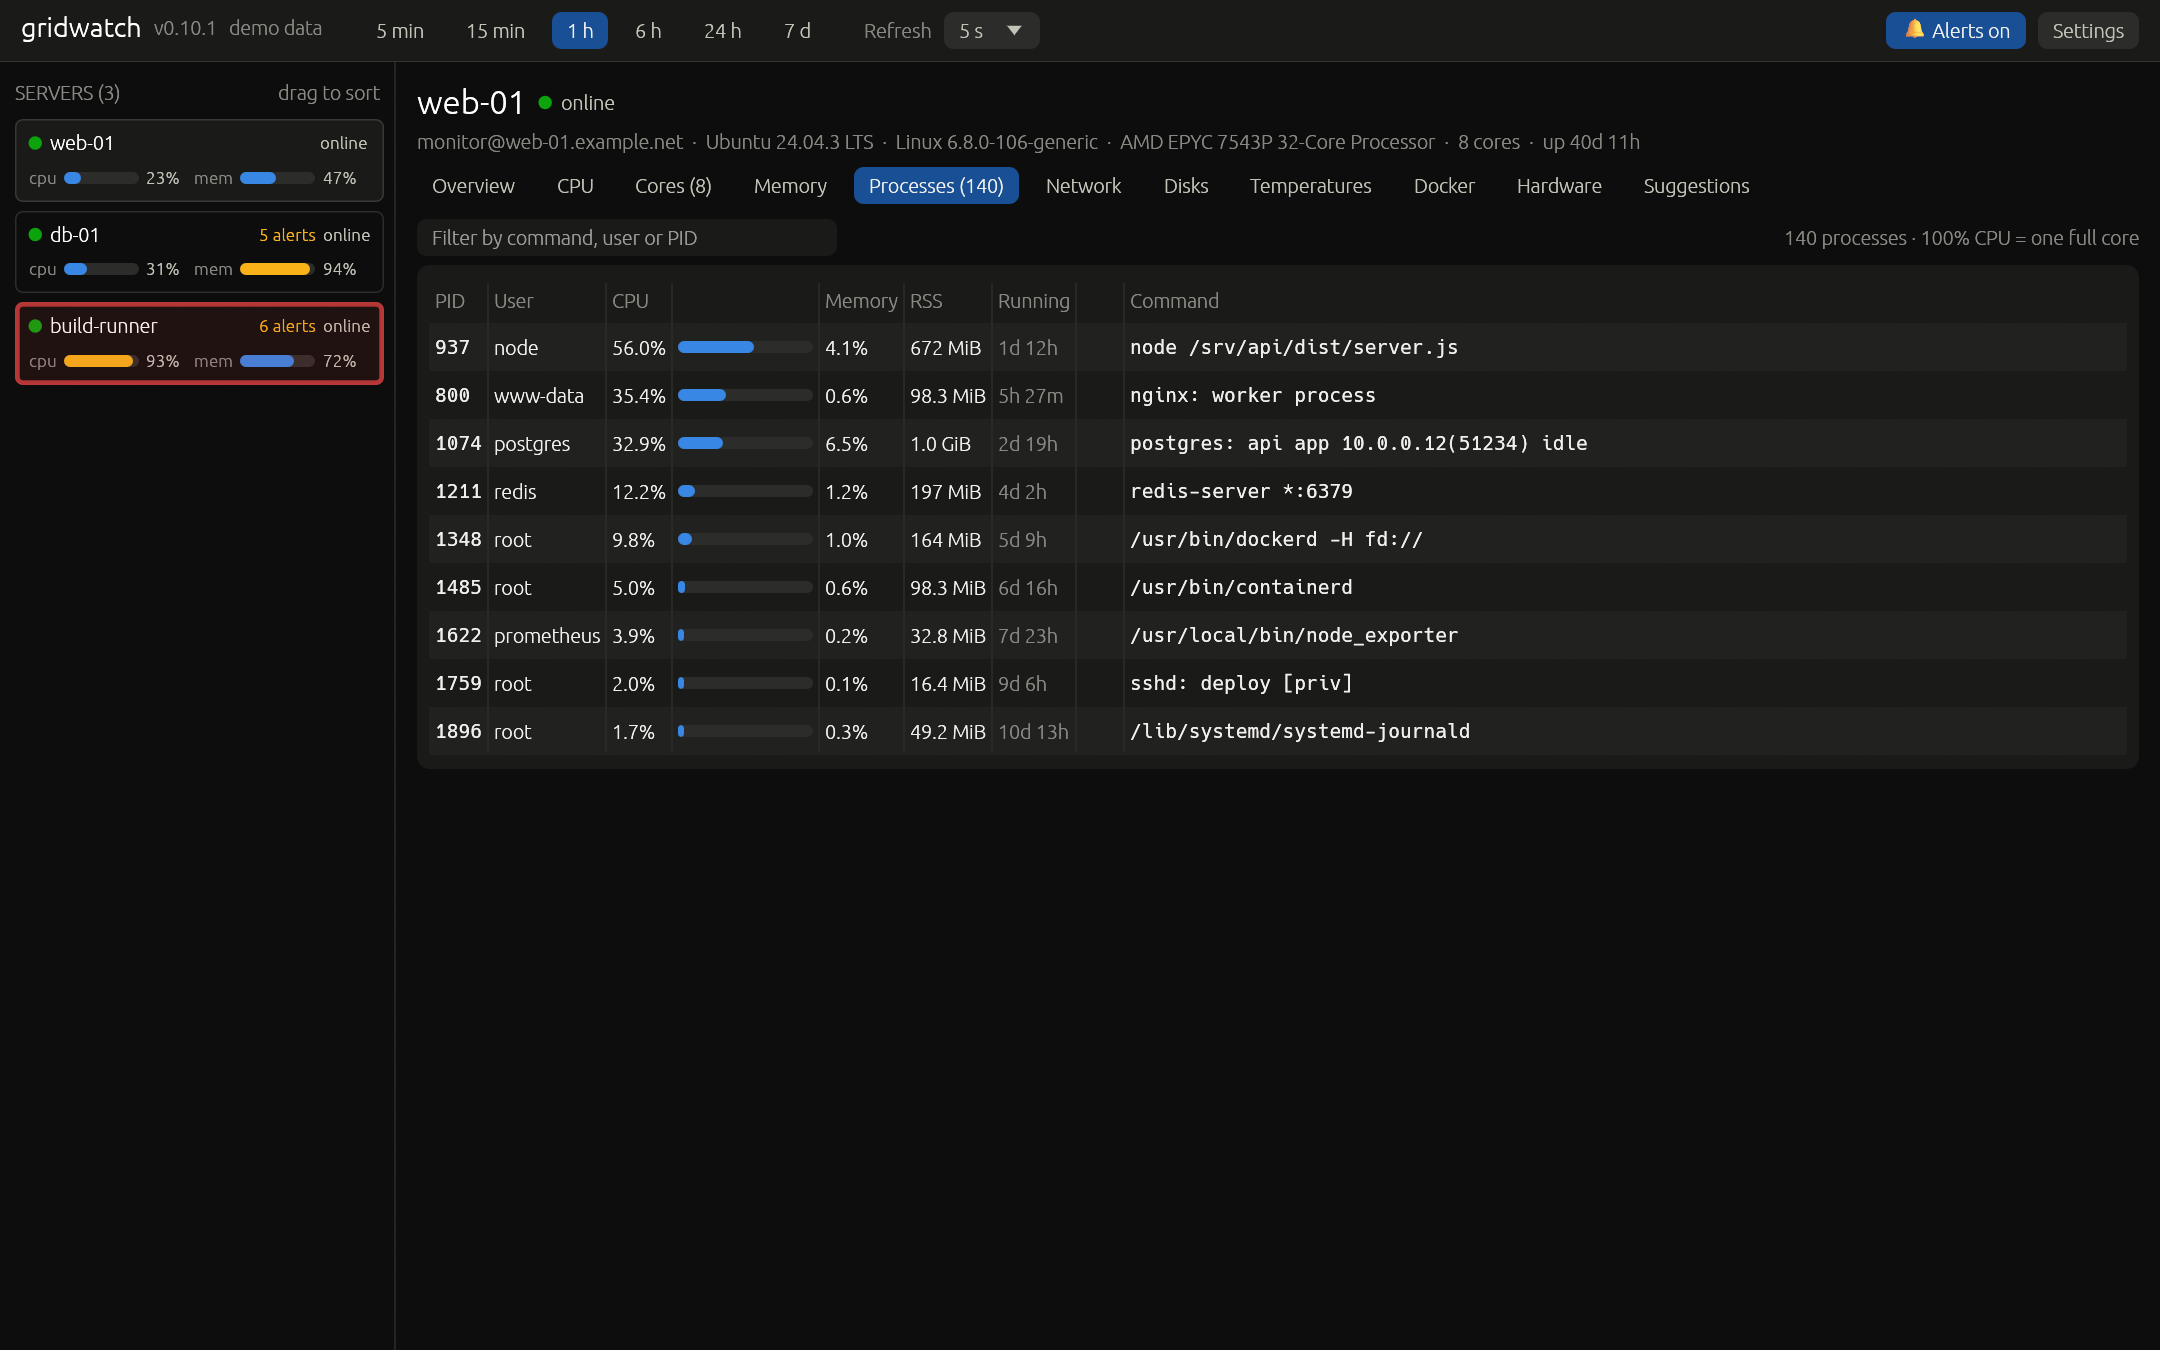 gridwatch v0.10.1 demo data 5 min 15 min 1 h 6 h 24 h 7 d Refresh 5 s Alerts on Settings
SERVERS (3) drag to sort
web-01 online
cpu 23% mem 47%
db-01 5 alerts online
cpu 31% mem 94%
build-runner 6 alerts online
cpu 93% mem 72%
web-01 online
monitor@web-01.example.net · Ubuntu 24.04.3 LTS · Linux 6.8.0-106-generic · AMD EPYC 7543P 32-Core Processor · 8 cores · up 40d 11h
Overview CPU Cores (8) Memory Processes (140) Network Disks Temperatures Docker Hardware Suggestions
Filter by command, user or PID 140 processes · 100% CPU = one full core
PID User CPU Memory RSS Running Command
937 node 56.0% 4.1% 672 MiB 1d 12h node /srv/api/dist/server.js
800 www-data 35.4% 0.6% 98.3 MiB 5h 27m nginx: worker process
1074 postgres 32.9% 6.5% 1.0 GiB 2d 19h postgres: api app 10.0.0.12(51234) idle
1211 redis 12.2% 1.2% 197 MiB 4d 2h redis-server *:6379
1348 root 9.8% 1.0% 164 MiB 5d 9h /usr/bin/dockerd -H fd://
1485 root 5.0% 0.6% 98.3 MiB 6d 16h /usr/bin/containerd
1622 prometheus 3.9% 0.2% 32.8 MiB 7d 23h /usr/local/bin/node_exporter
1759 root 2.0% 0.1% 16.4 MiB 9d 6h sshd: deploy [priv]
1896 root 1.7% 0.3% 49.2 MiB 10d 13h /lib/systemd/systemd-journald